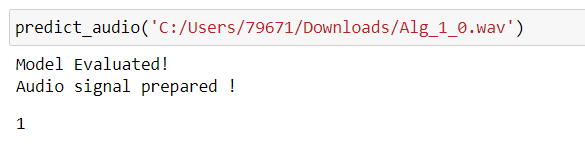 predict_audio('C:/Users/79671/Downloads/Alg_1_0.wav')
Model Evaluated!
Audio signal prepared !
1